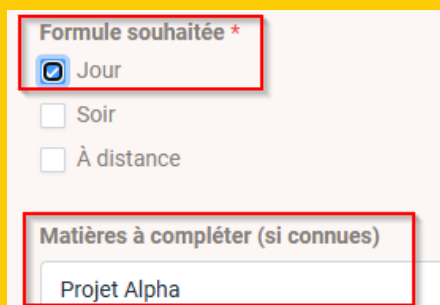 Formule souhaitée *
Jour
Soir
À distance
Matières à compléter (si connues)
Projet Alpha